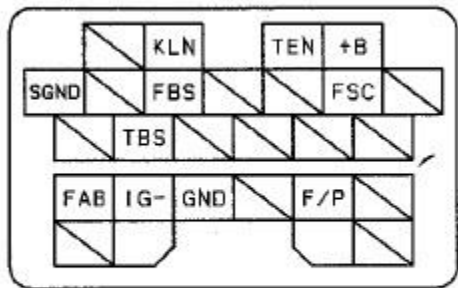 KLN TEN +B
SGND FBS FSC
TBS
FAB IG- GND F/P